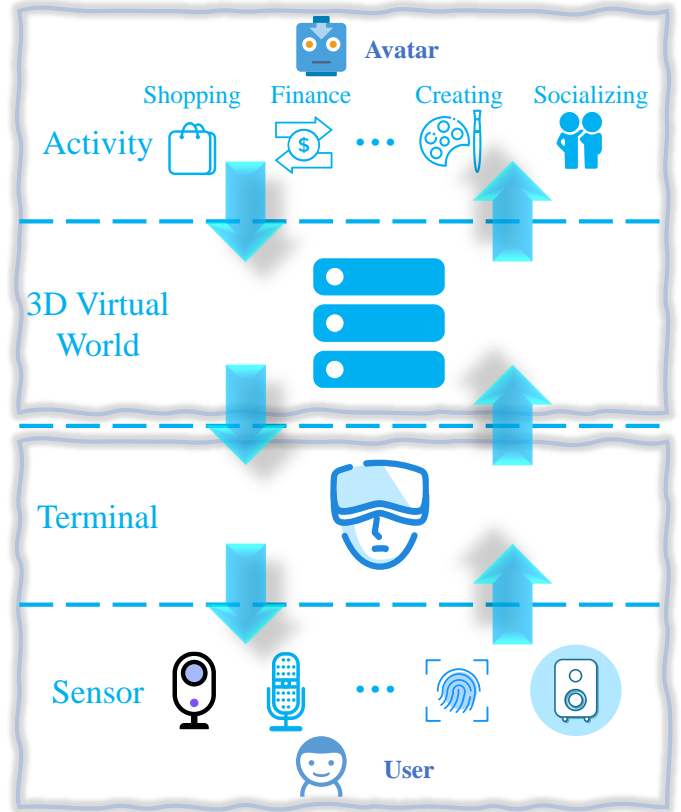 Avatar
Shopping Finance Creating Socializing
Activity
$
3D Virtual
World
Terminal
Sensor
User